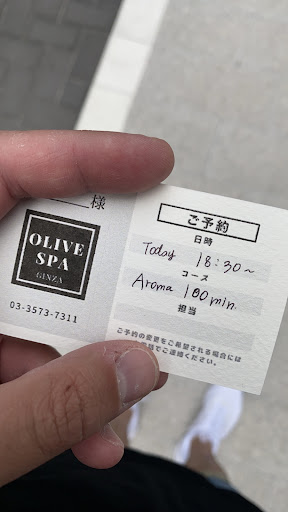 様
OLIVE
SPA
GINZA
03-3573-7311
ご予約
日時
Today 18:30〜
コース
Aroma 100min.
担当
ご予約の変更をご希望される場合には
でご連絡ください。